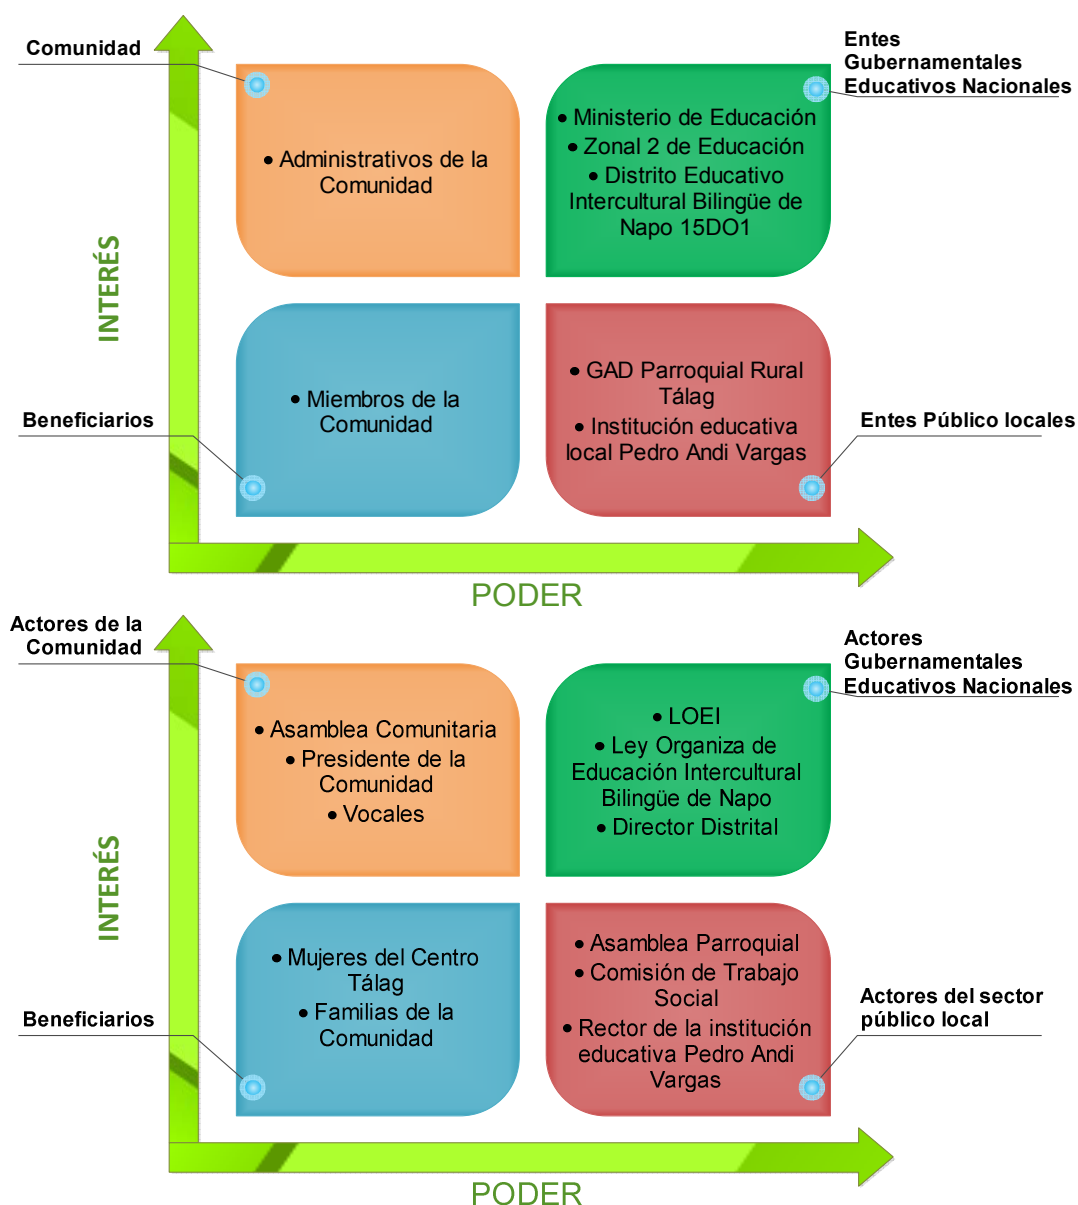 Comunidad
Entes
Gubernamentales
Educativos Nacionales
INTERÉS
• Administrativos de la
Comunidad
• Ministerio de Educación
• Zonal 2 de Educación
• Distrito Educativo
Intercultural Bilingüe de
Napo 15DO1
Beneficiarios
• Miembros de la
Comunidad
• GAD Parroquial Rural
Tálag
• Institución educativa
local Pedro Andi Vargas
Entes Público locales
PODER
Actores de la
Comunidad
Actores
Gubernamentales
Educativos Nacionales
INTERÉS
• Asamblea Comunitaria
• Presidente de la
Comunidad
• Vocales
• LOEI
• Ley Organiza de
Educación Intercultural
Bilingüe de Napo
• Director Distrital
Beneficiarios
• Mujeres del Centro
Tálag
• Familias de la
Comunidad
• Asamblea Parroquial
• Comisión de Trabajo
Social
• Rector de la institución
educativa Pedro Andi
Vargas
Actores del sector
público local
PODER